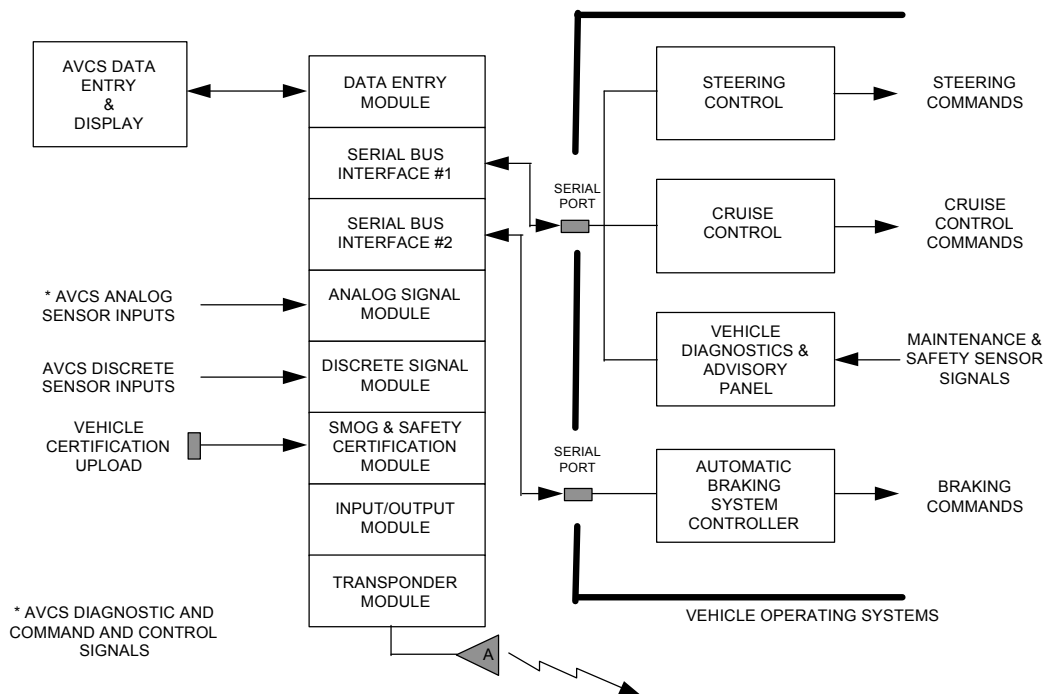 AVCS DATA
ENTRY
&
DISPLAY
DATA ENTRY
MODULE
SERIAL BUS
INTERFACE #1
SERIAL BUS
INTERFACE #2
ANALOG SIGNAL
MODULE
DISCRETE SIGNAL
MODULE
SMOG & SAFETY
CERTIFICATION
MODULE
INPUT/OUTPUT
MODULE
TRANSPONDER
MODULE
* AVCS ANALOG
SENSOR INPUTS
AVCS DISCRETE
SENSOR INPUTS
VEHICLE
CERTIFICATION
UPLOAD
* AVCS DIAGNOSTIC AND
COMMAND AND CONTROL
SIGNALS
A
SERIAL
PORT
SERIAL
PORT
STEERING
CONTROL
CRUISE
CONTROL
VEHICLE
DIAGNOSTICS &
ADVISORY
PANEL
AUTOMATIC
BRAKING
SYSTEM
CONTROLLER
STEERING
COMMANDS
CRUISE
CONTROL
COMMANDS
MAINTENANCE &
SAFETY SENSOR
SIGNALS
BRAKING
COMMANDS
VEHICLE OPERATING SYSTEMS